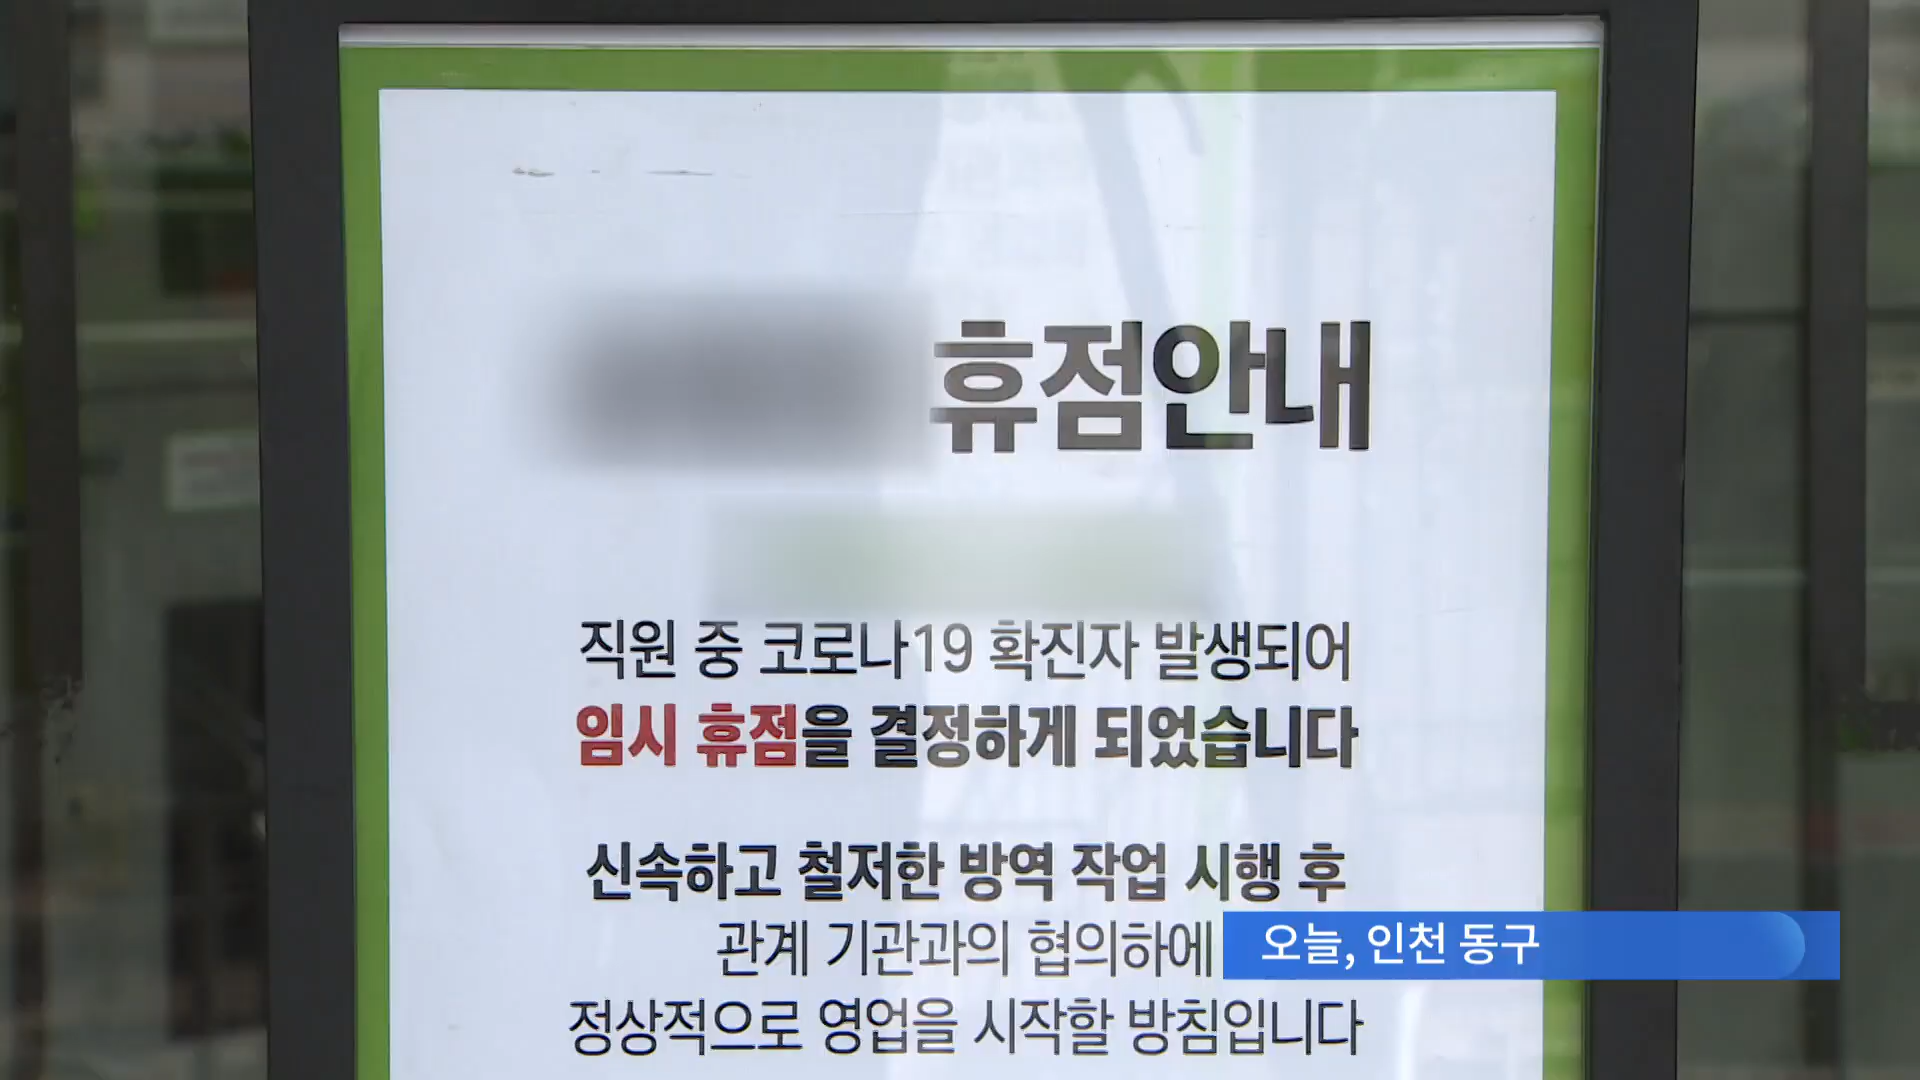 휴점안내
직원 중 코로나19 확진자 발생되어
임시 휴점을 결정하게 되었습니다
신속하고 철저한 방역 작업 시행 후
관계 기관과의 협의하에
정상적으로 영업을 시작할 방침입니다
오늘, 인천 동구